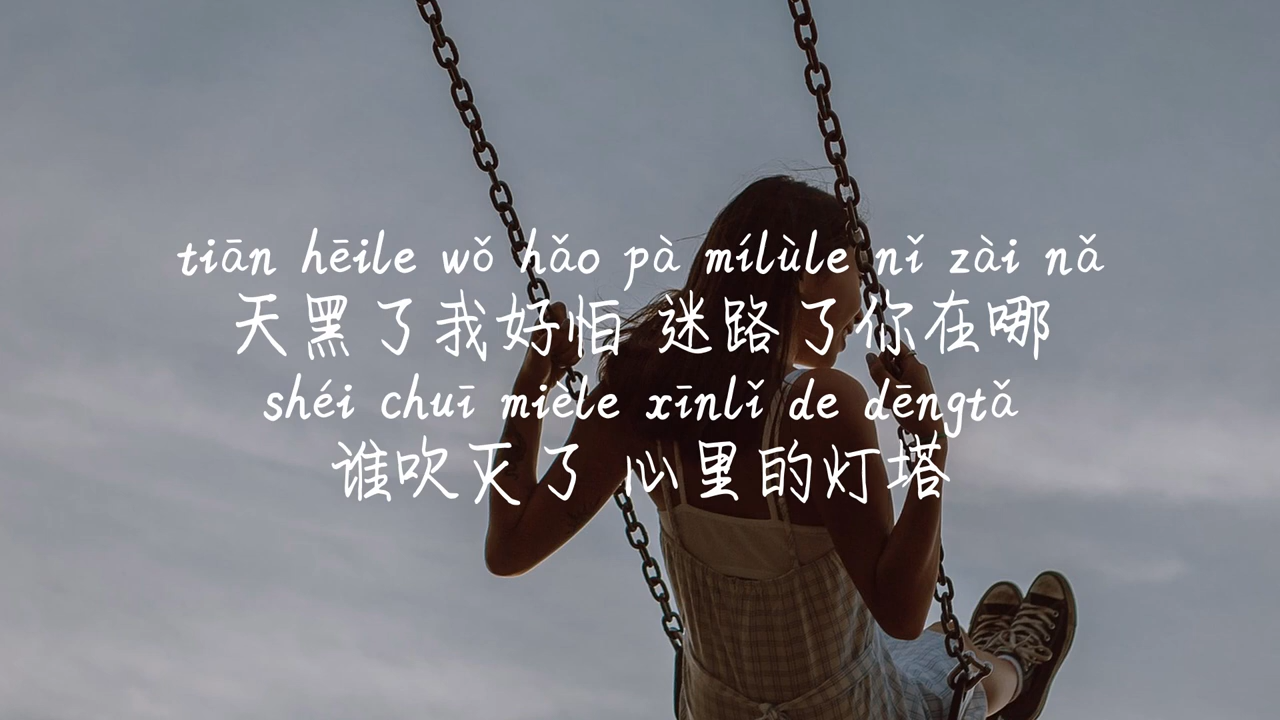 tiān hēile wǒ hǎo pà mílùle nǐ zài nǎ
天黑了我好怕 迷路了你在哪
shéi chuī mièle xīnlǐ de dēngtǎ
谁吹灭了 心里的灯塔